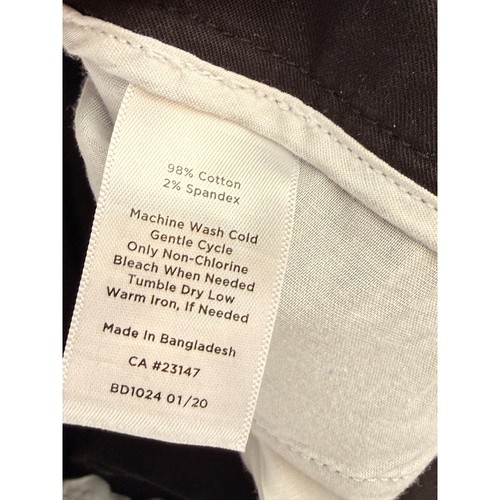 98% Cotton
2% Spandex
Machine Wash Cold
Gentle Cycle
Only Non-Chlorine
Bleach When Needed
Tumble Dry Low
Warm Iron, If Needed
Made In Bangladesh
CA #23147
BD1024 01/20